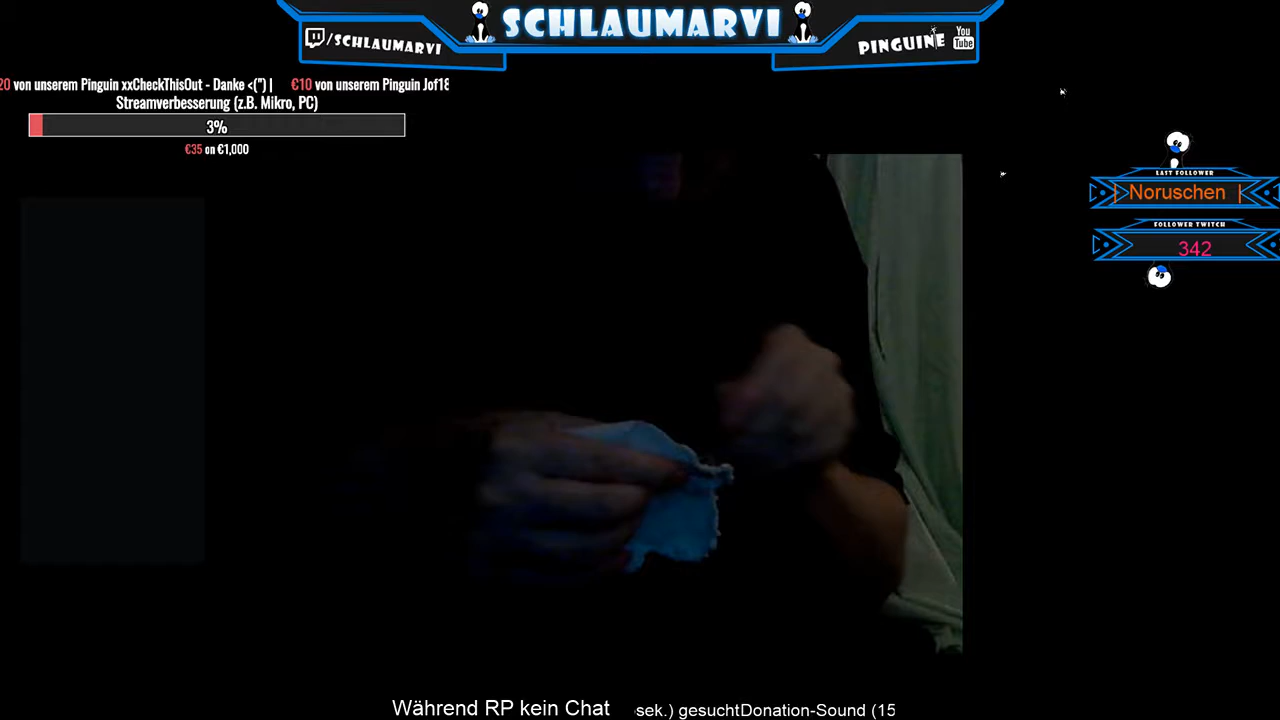 SCHLAUMARVI
/SCHLAUMARVI
PINGUINE
You
Tube
20 von unserem Pinguin xxCheckThisOut - Danke <(") | €10 von unserem Pinguin Jof18
Streamverbesserung (z.B. Mikro, PC)
3%
€35 on €1,000
LAST FOLLOWER
| Noruschen |
FOLLOWER TWITCH
342
Während RP kein Chat
sek.) gesuchtDonation-Sound (15